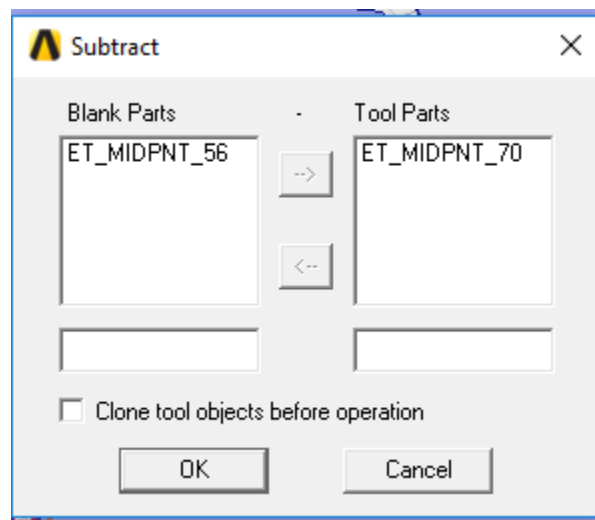 Subtract
Blank Parts - Tool Parts
ET_MIDPNT_56 ET_MIDPNT_70
-->
<--
Clone tool objects before operation
OK Cancel